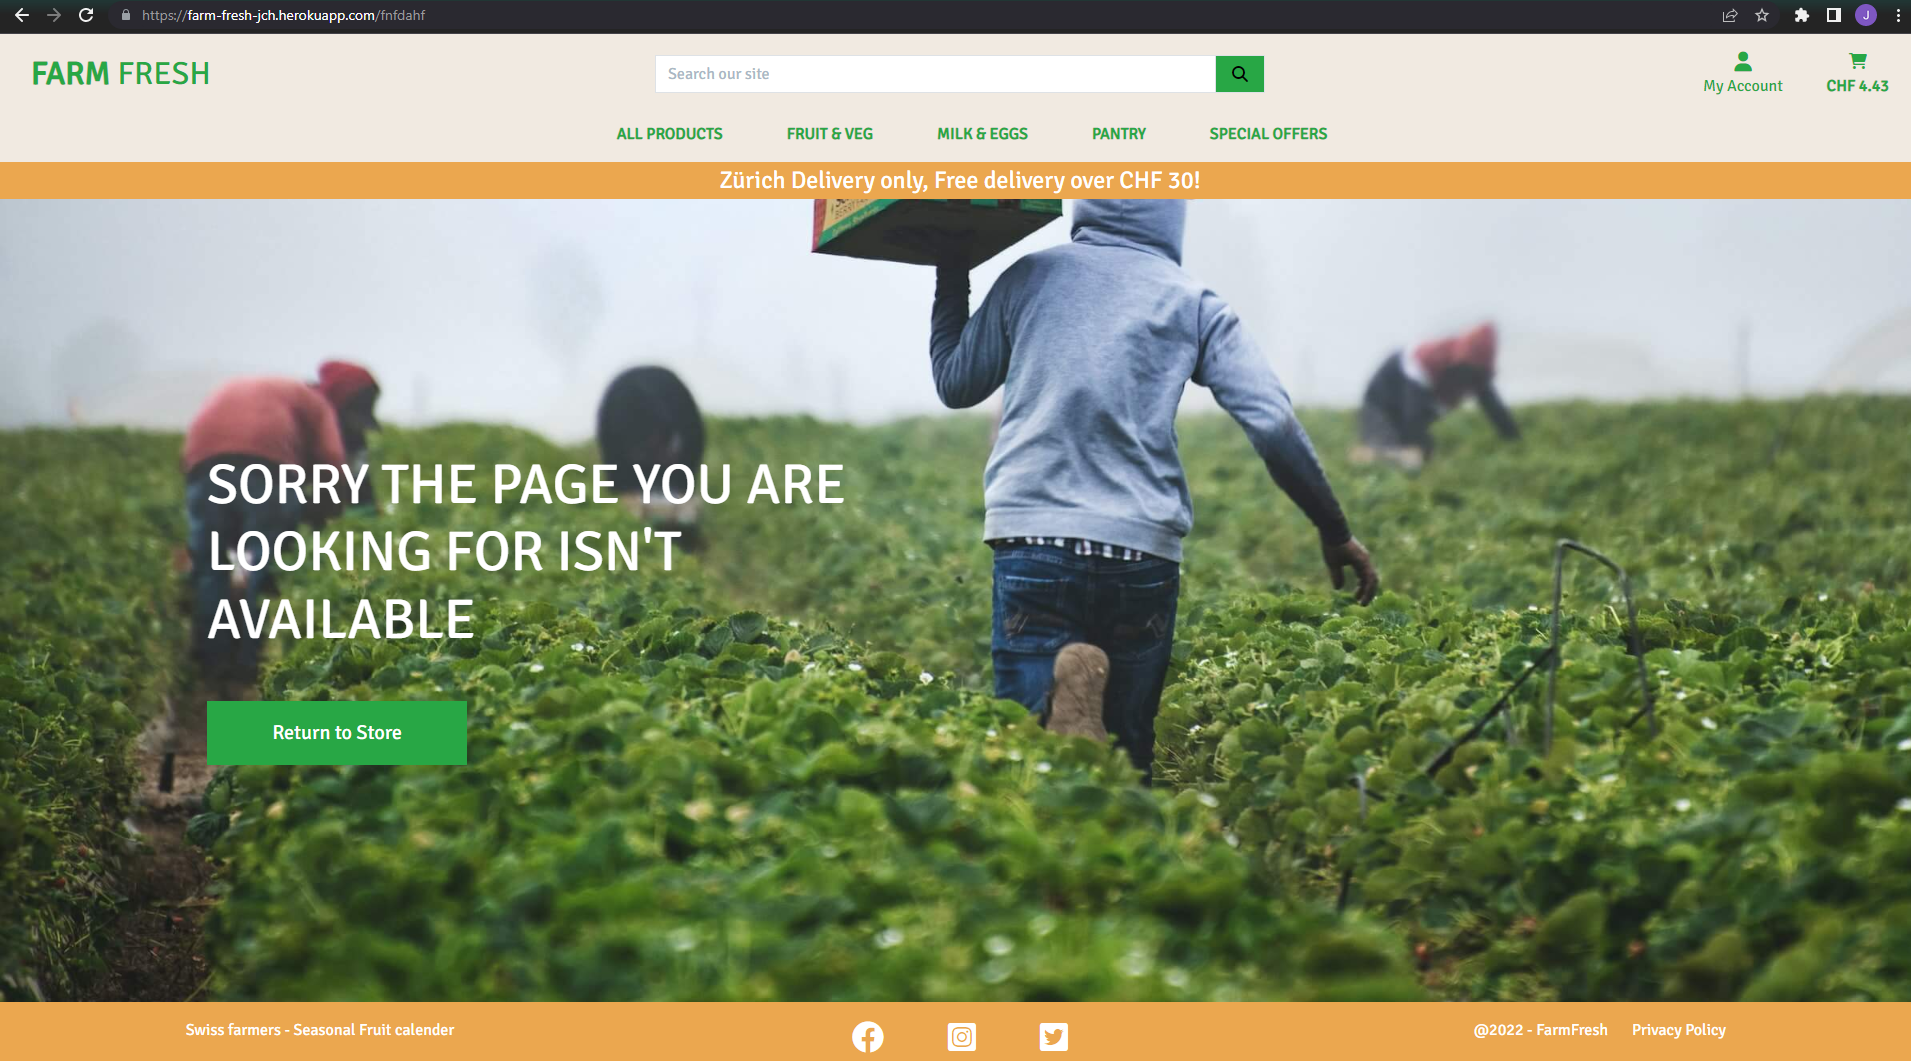 https://farm-fresh-jch.herokuapp.com/fnfdahf
J
FARM FRESH
Search our site
My Account
CHF 4.43
ALL PRODUCTS
FRUIT & VEG
MILK & EGGS
PANTRY
SPECIAL OFFERS
Zürich Delivery only, Free delivery over CHF 30!
SORRY THE PAGE YOU ARE
LOOKING FOR ISN'T
AVAILABLE
Return to Store
Swiss farmers - Seasonal Fruit calender
@2022 - FarmFresh
Privacy Policy